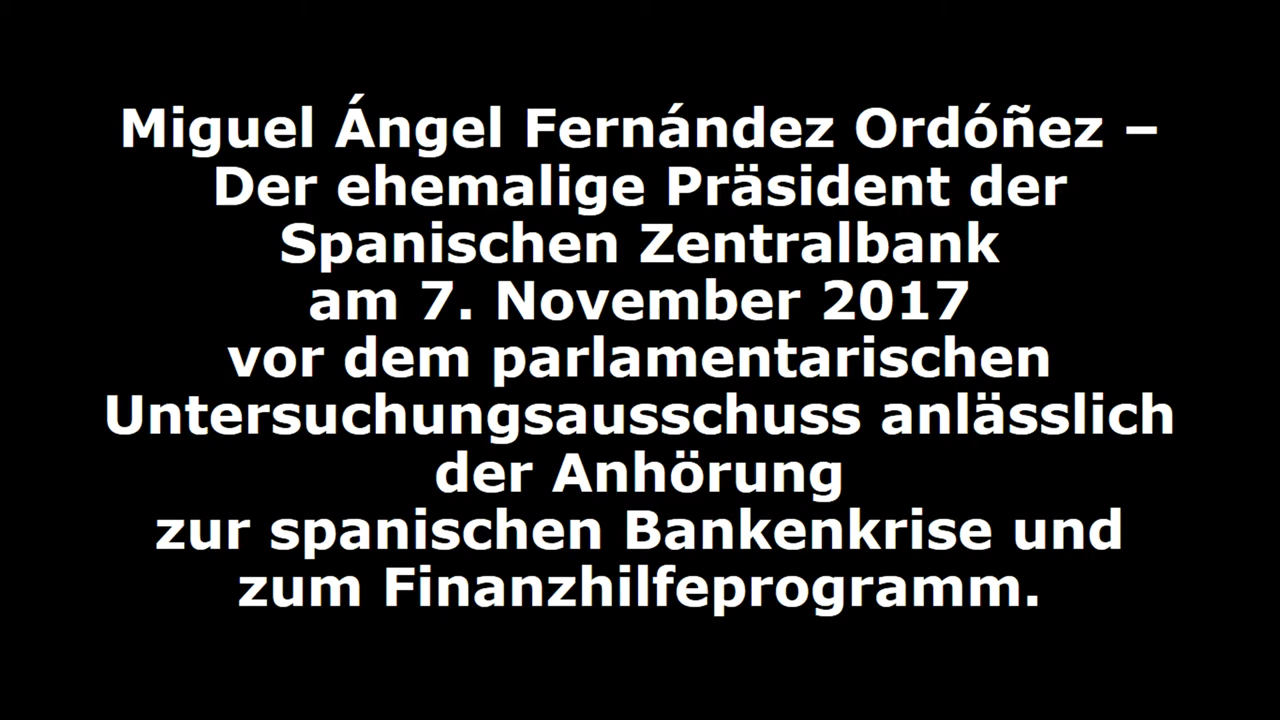 Miguel Ángel Fernández Ordóñez –
Der ehemalige Präsident der
Spanischen Zentralbank
am 7. November 2017
vor dem parlamentarischen
Untersuchungsausschuss anlässlich
der Anhörung
zur spanischen Bankenkrise und
zum Finanzhilfeprogramm.